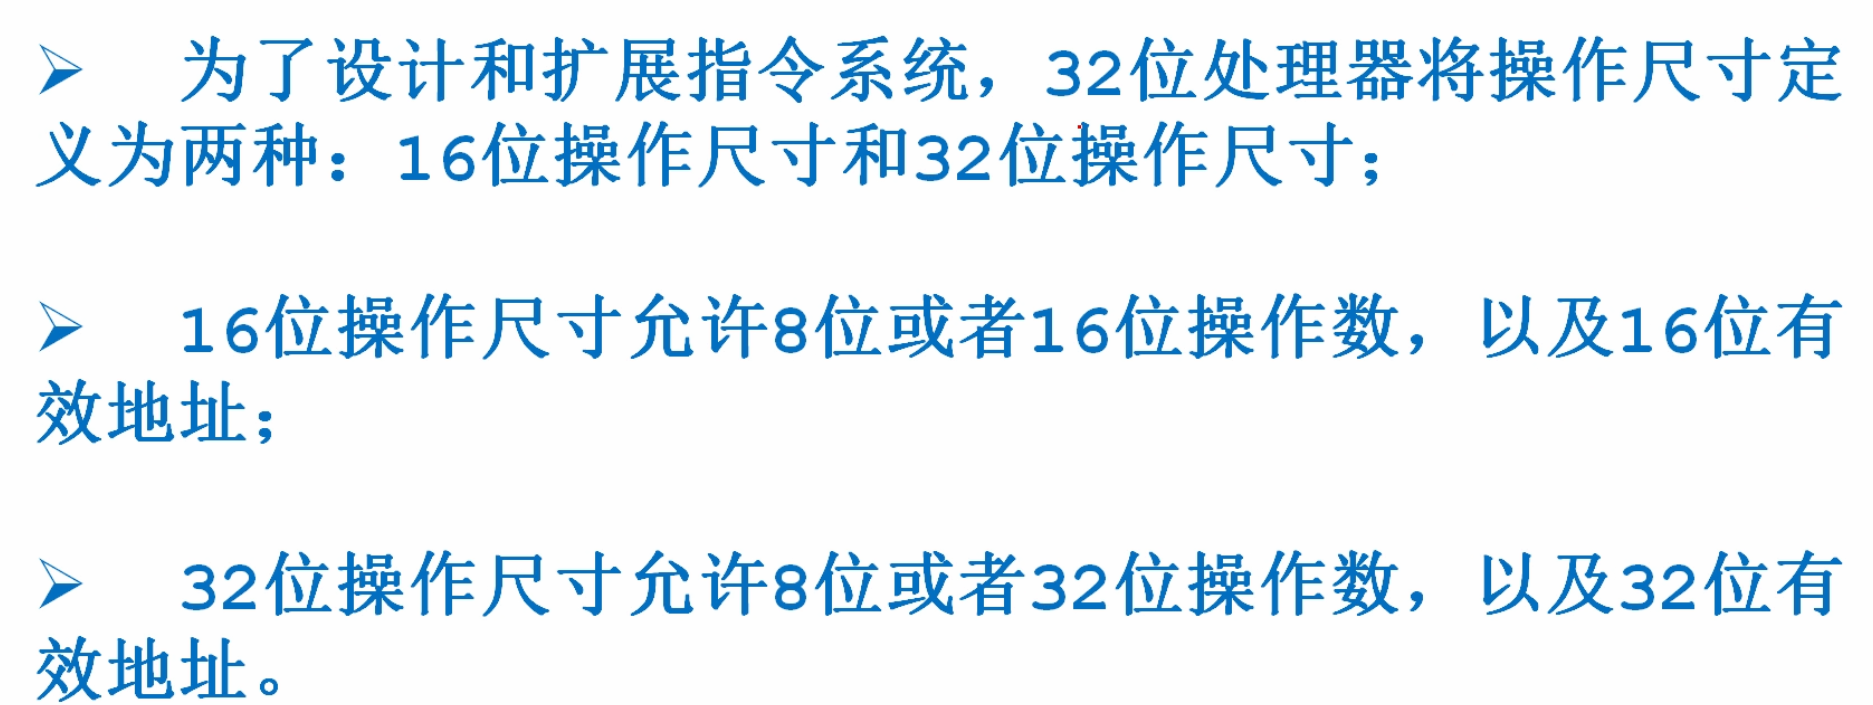 ➢ 为了设计和扩展指令系统，32位处理器将操作尺寸定
义为两种：16位操作尺寸和32位操作尺寸；
➢ 16位操作尺寸允许8位或者16位操作数，以及16位有
效地址；
➢ 32位操作尺寸允许8位或者32位操作数，以及32位有
效地址。